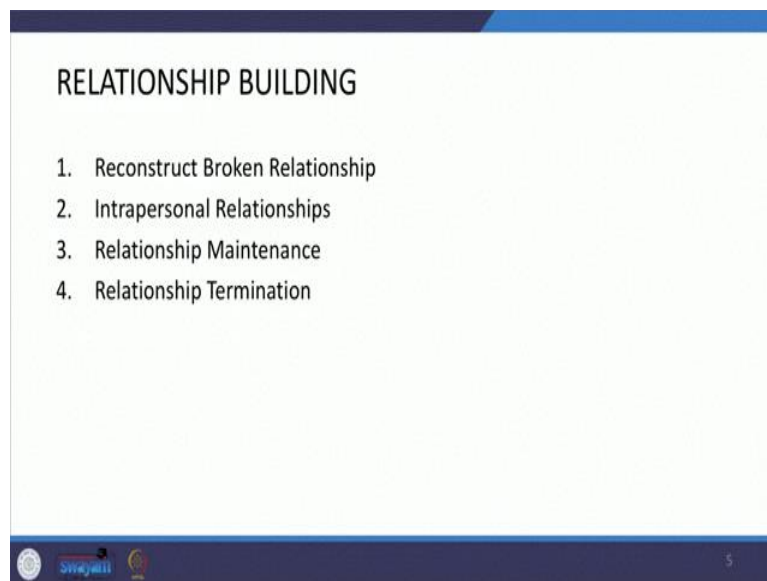 RELATIONSHIP BUILDING
1. Reconstruct Broken Relationship
2. Intrapersonal Relationships
3. Relationship Maintenance
4. Relationship Termination
swayam
5